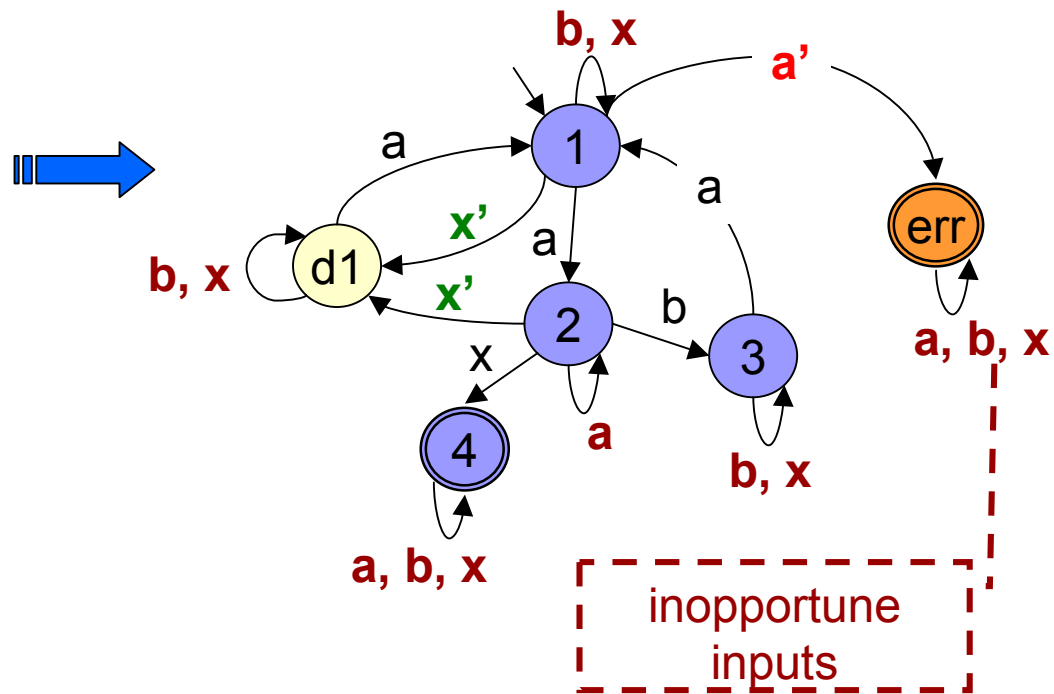 b, x
a’
1
a
a
err
x’
a
d1
b, x
x’
2
b
3
x
a, b, x
a
4
b, x
a, b, x
inopportune
inputs